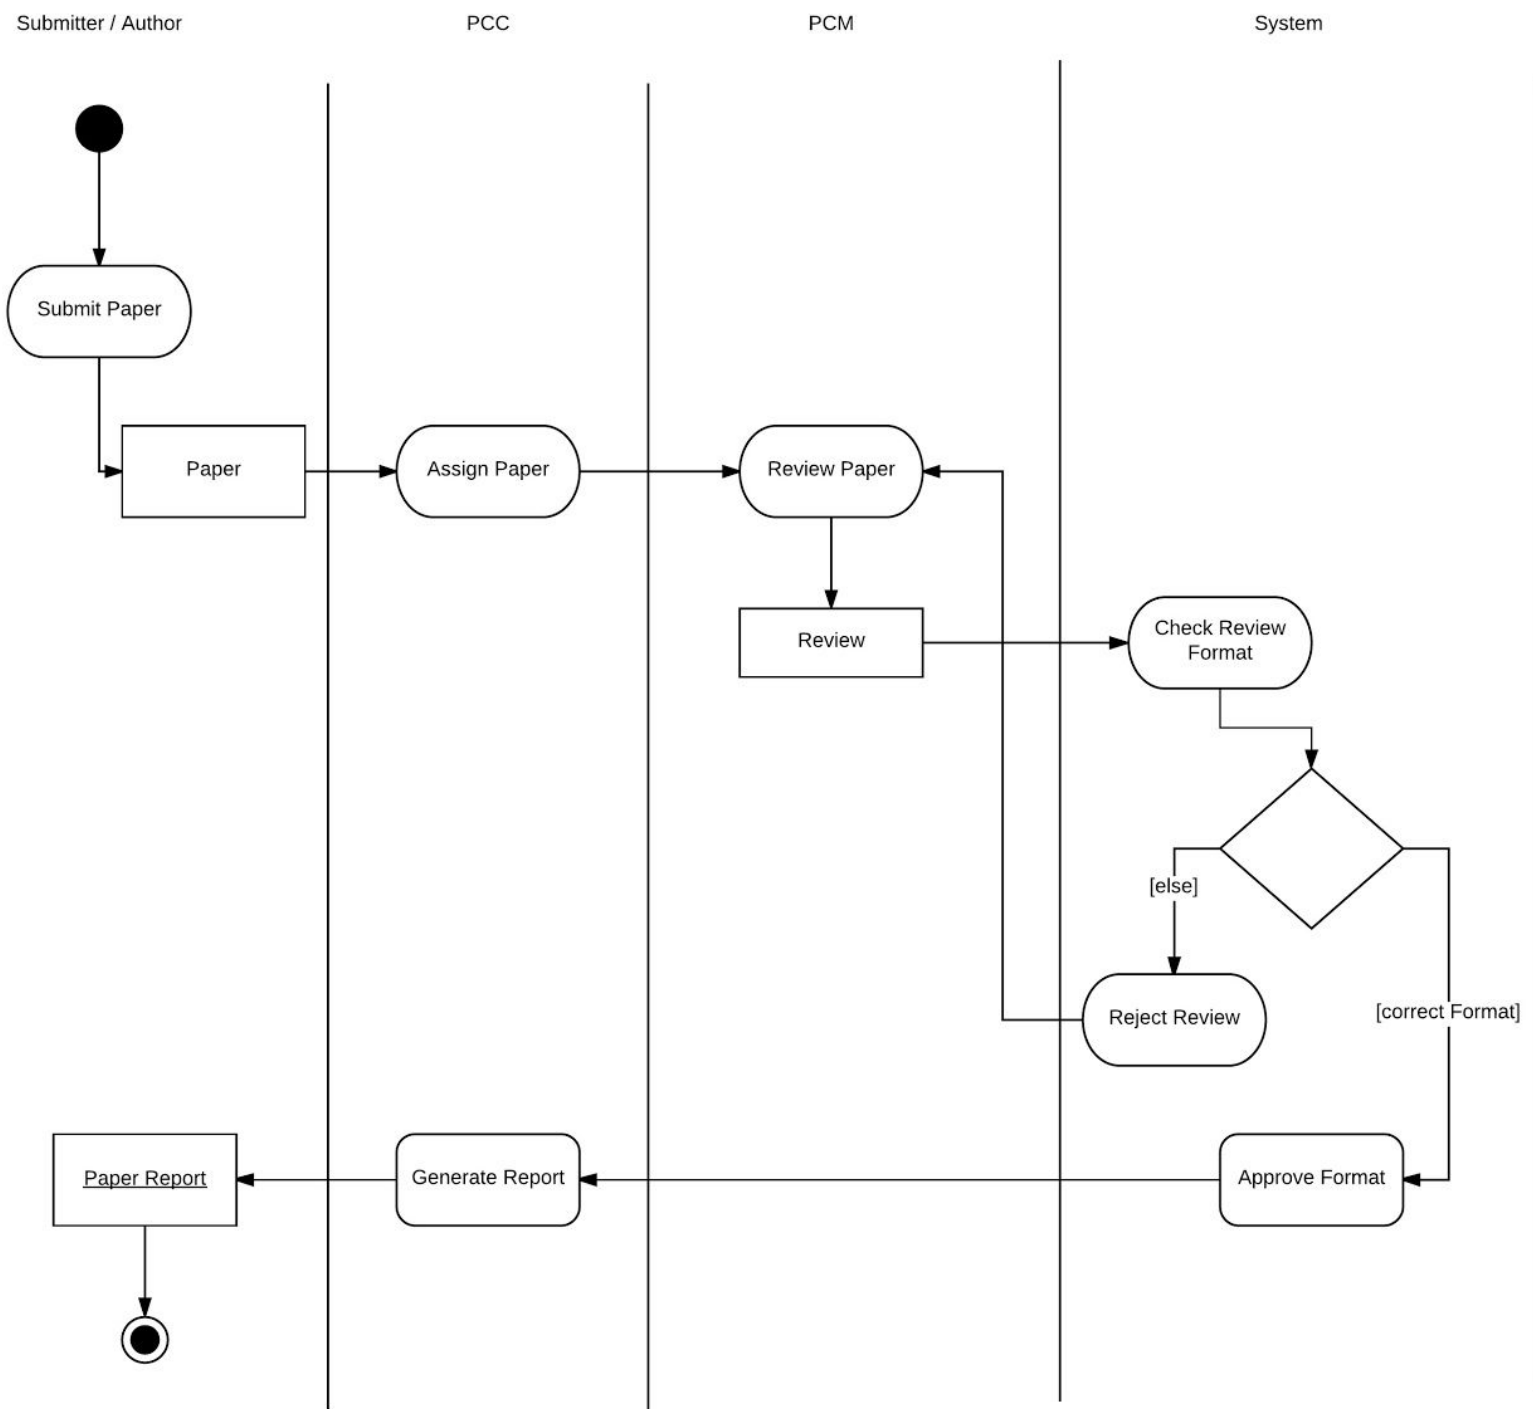 Submitter / Author
PCC
PCM
System
Submit Paper
Paper
Assign Paper
Review Paper
Review
Check Review
Format
[else]
[correct Format]
Reject Review
Paper Report
Generate Report
Approve Format